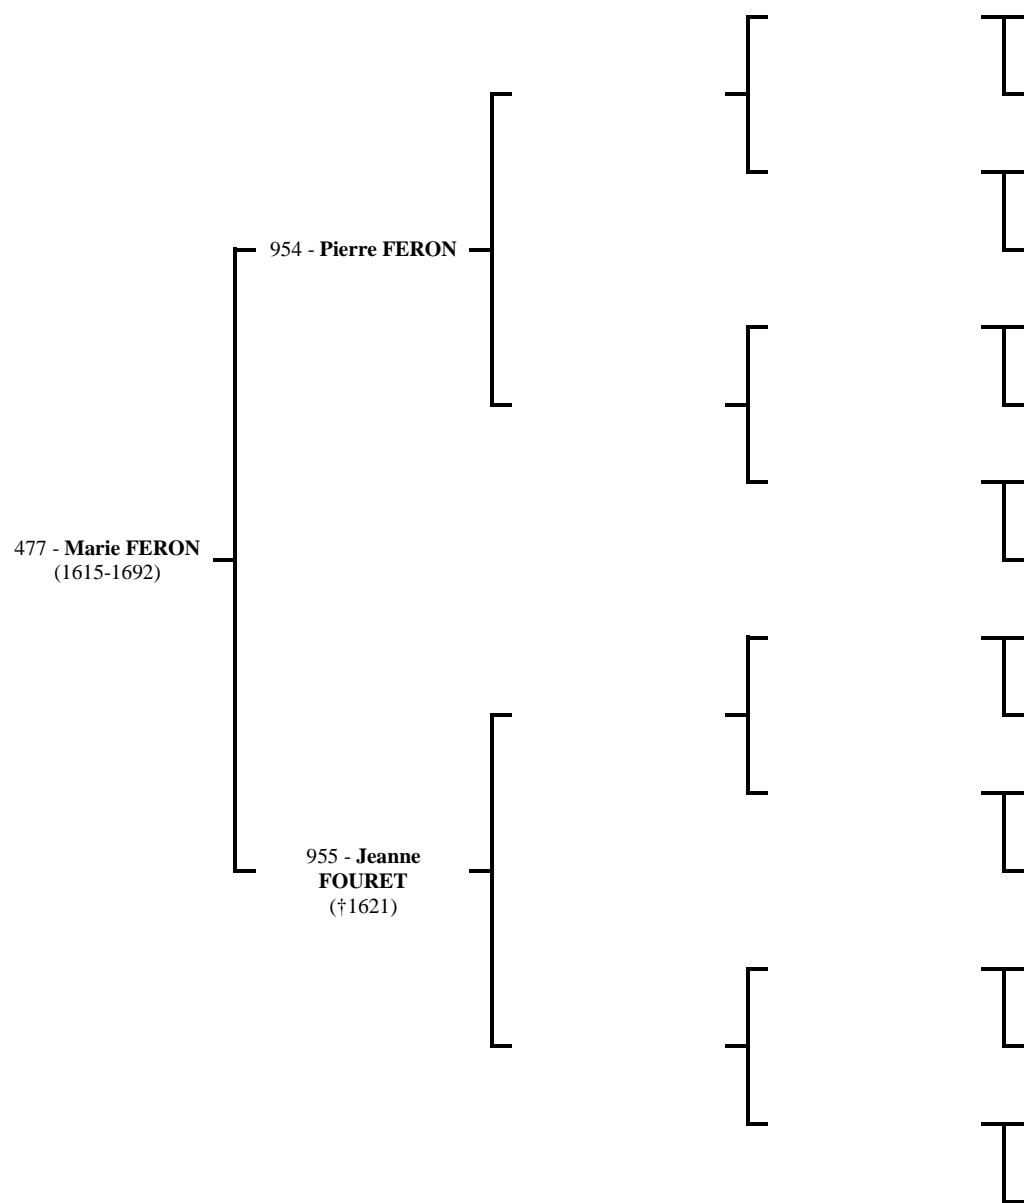 954 - Pierre FERON
477 - Marie FERON
(1615-1692)
955 - Jeanne
FOURET
(†1621)